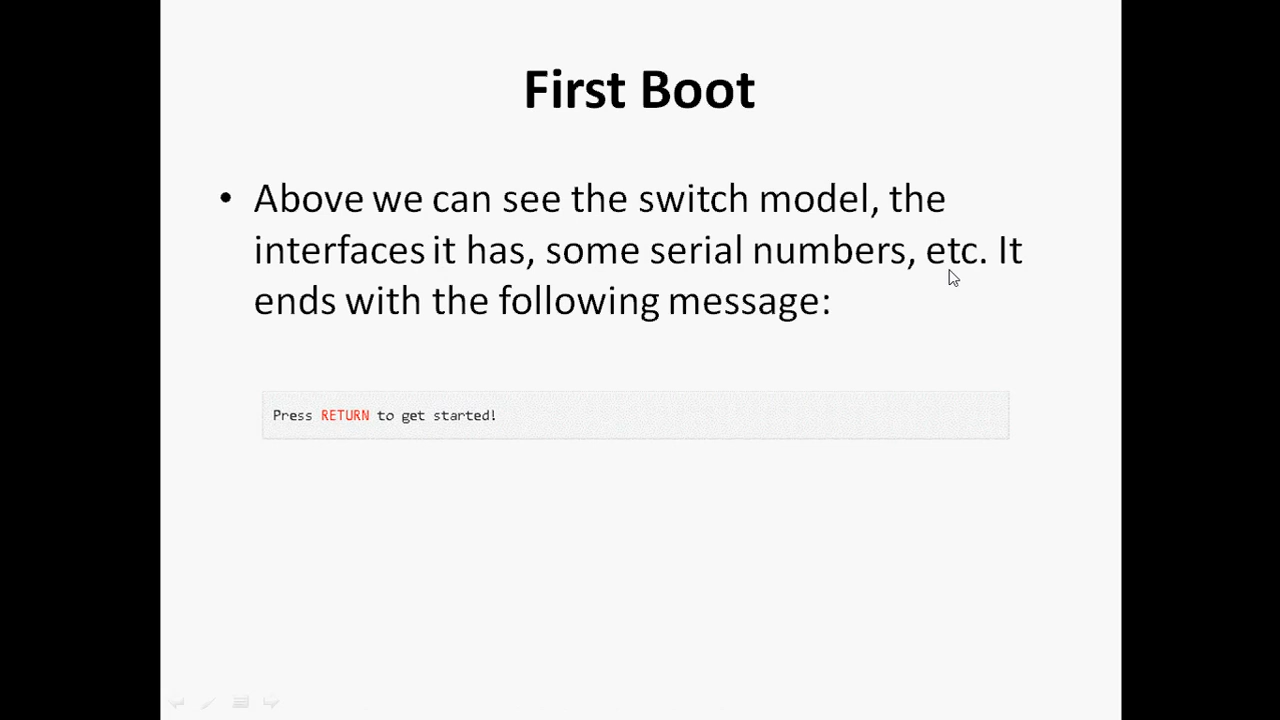 First Boot
• Above we can see the switch model, the
interfaces it has, some serial numbers, etc. It
ends with the following message:
Press RETURN to get started!